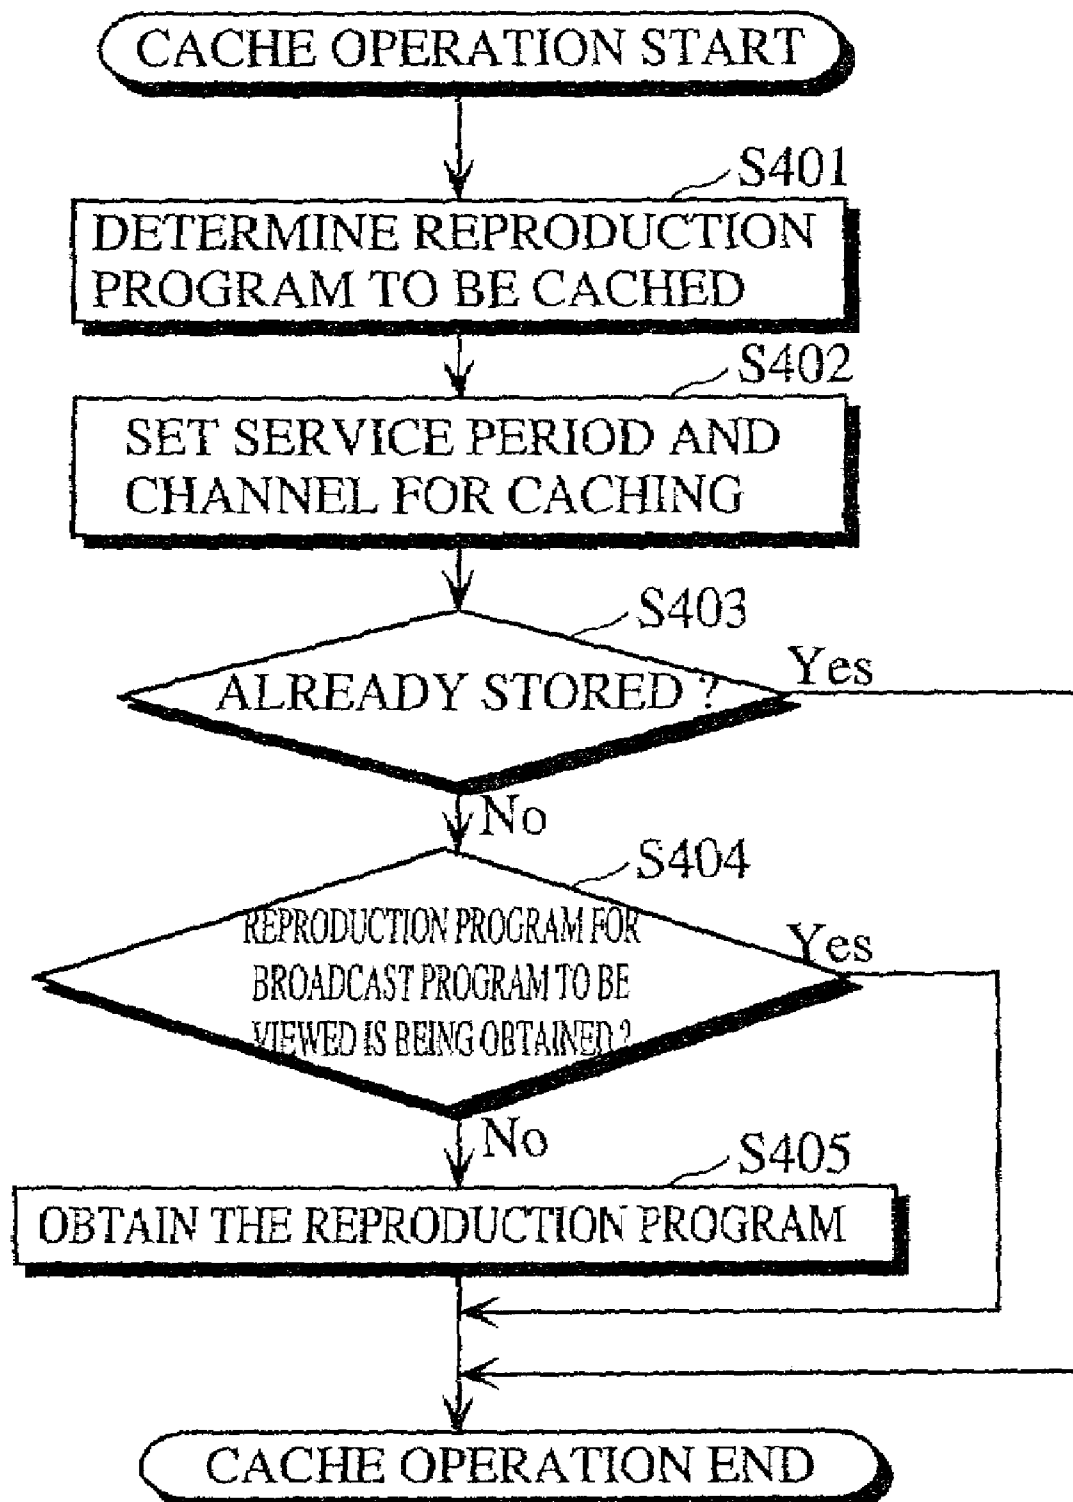 CACHE OPERATION START
S401
DETERMINE REPRODUCTION
PROGRAM TO BE CACHED
S402
SET SERVICE PERIOD AND
CHANNEL FOR CACHING
S403
ALREADY STORED ?
Yes
No
S404
REPRODUCTION PROGRAM FOR
BROADCAST PROGRAM TO BE
VIEWED IS BEING OBTAINED ?
Yes
No
S405
OBTAIN THE REPRODUCTION PROGRAM
CACHE OPERATION END